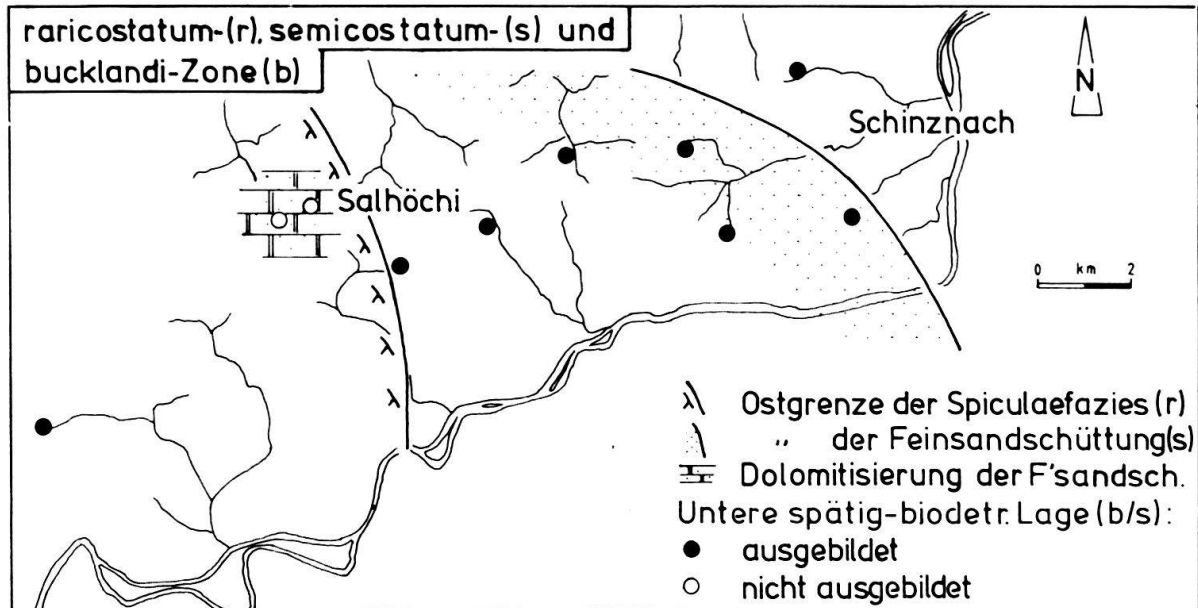 raricostatum-(r), semicostatum-(s) und
bucklandi-Zone(b)
N
Schinznach
Salhöchi
0 km 2
λ
λ
λ
λ
λ
λ
λ Ostgrenze der Spiculaefazies (r)
„ der Feinsandschüttung(s)
Dolomitisierung der F'sandsch.
Untere spätig-biodetr. Lage (b/s):
ausgebildet
nicht ausgebildet